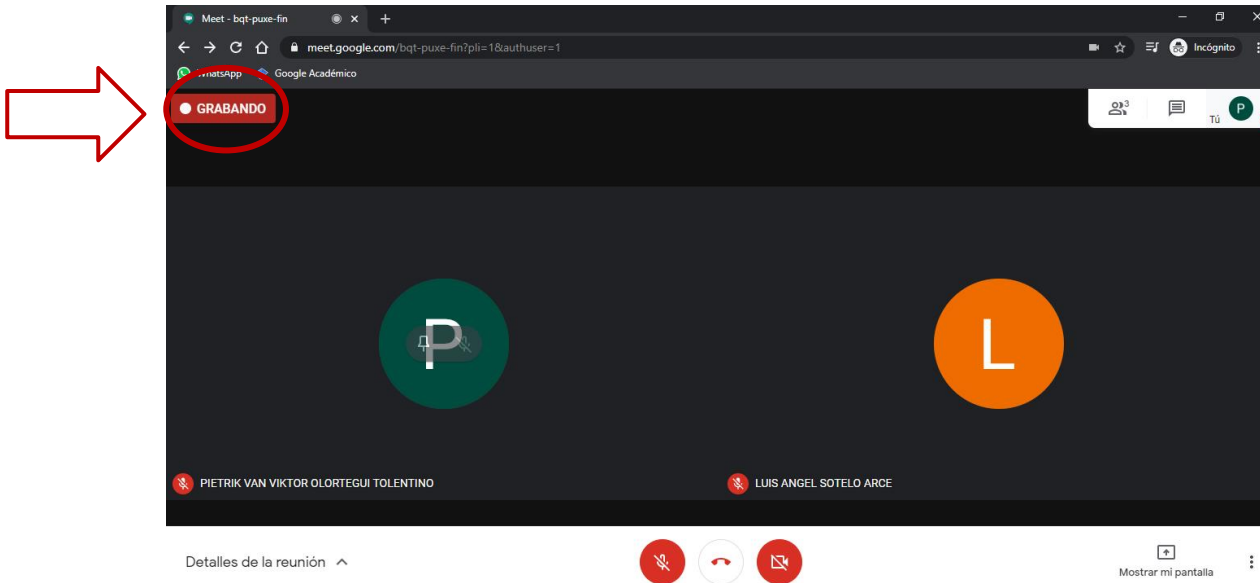 Meet - bqt-puxe-fin
meet.google.com/bqt-puxe-fin?pli=1&authuser=1
Incógnito
WhatsApp
Google Académico
GRABANDO
3
Tú
P
P
L
PIETRIK VAN VIKTOR OLORTEGUI TOLENTINO
LUIS ANGEL SOTELO ARCE
Detalles de la reunión
Mostrar mi pantalla